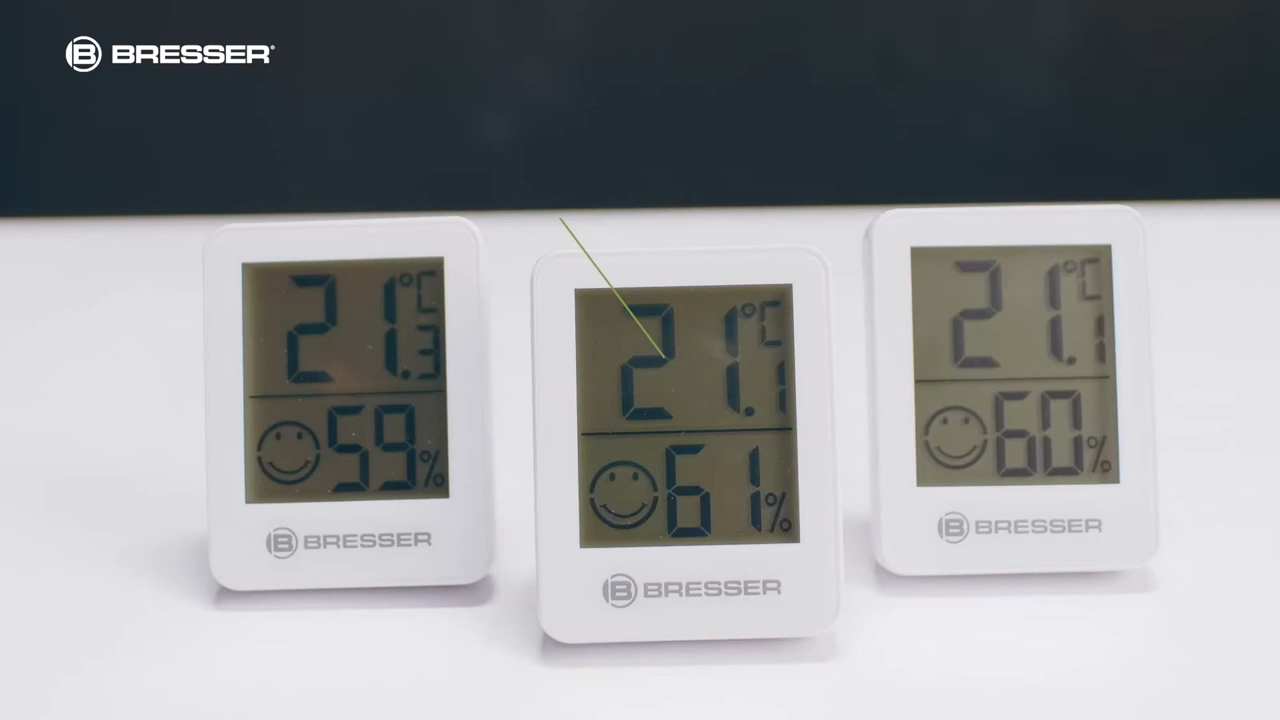 BRESSER®
21.3 °C
59%
BRESSER
21.1 °C
61%
BRESSER
21.1 °C
60%
BRESSER